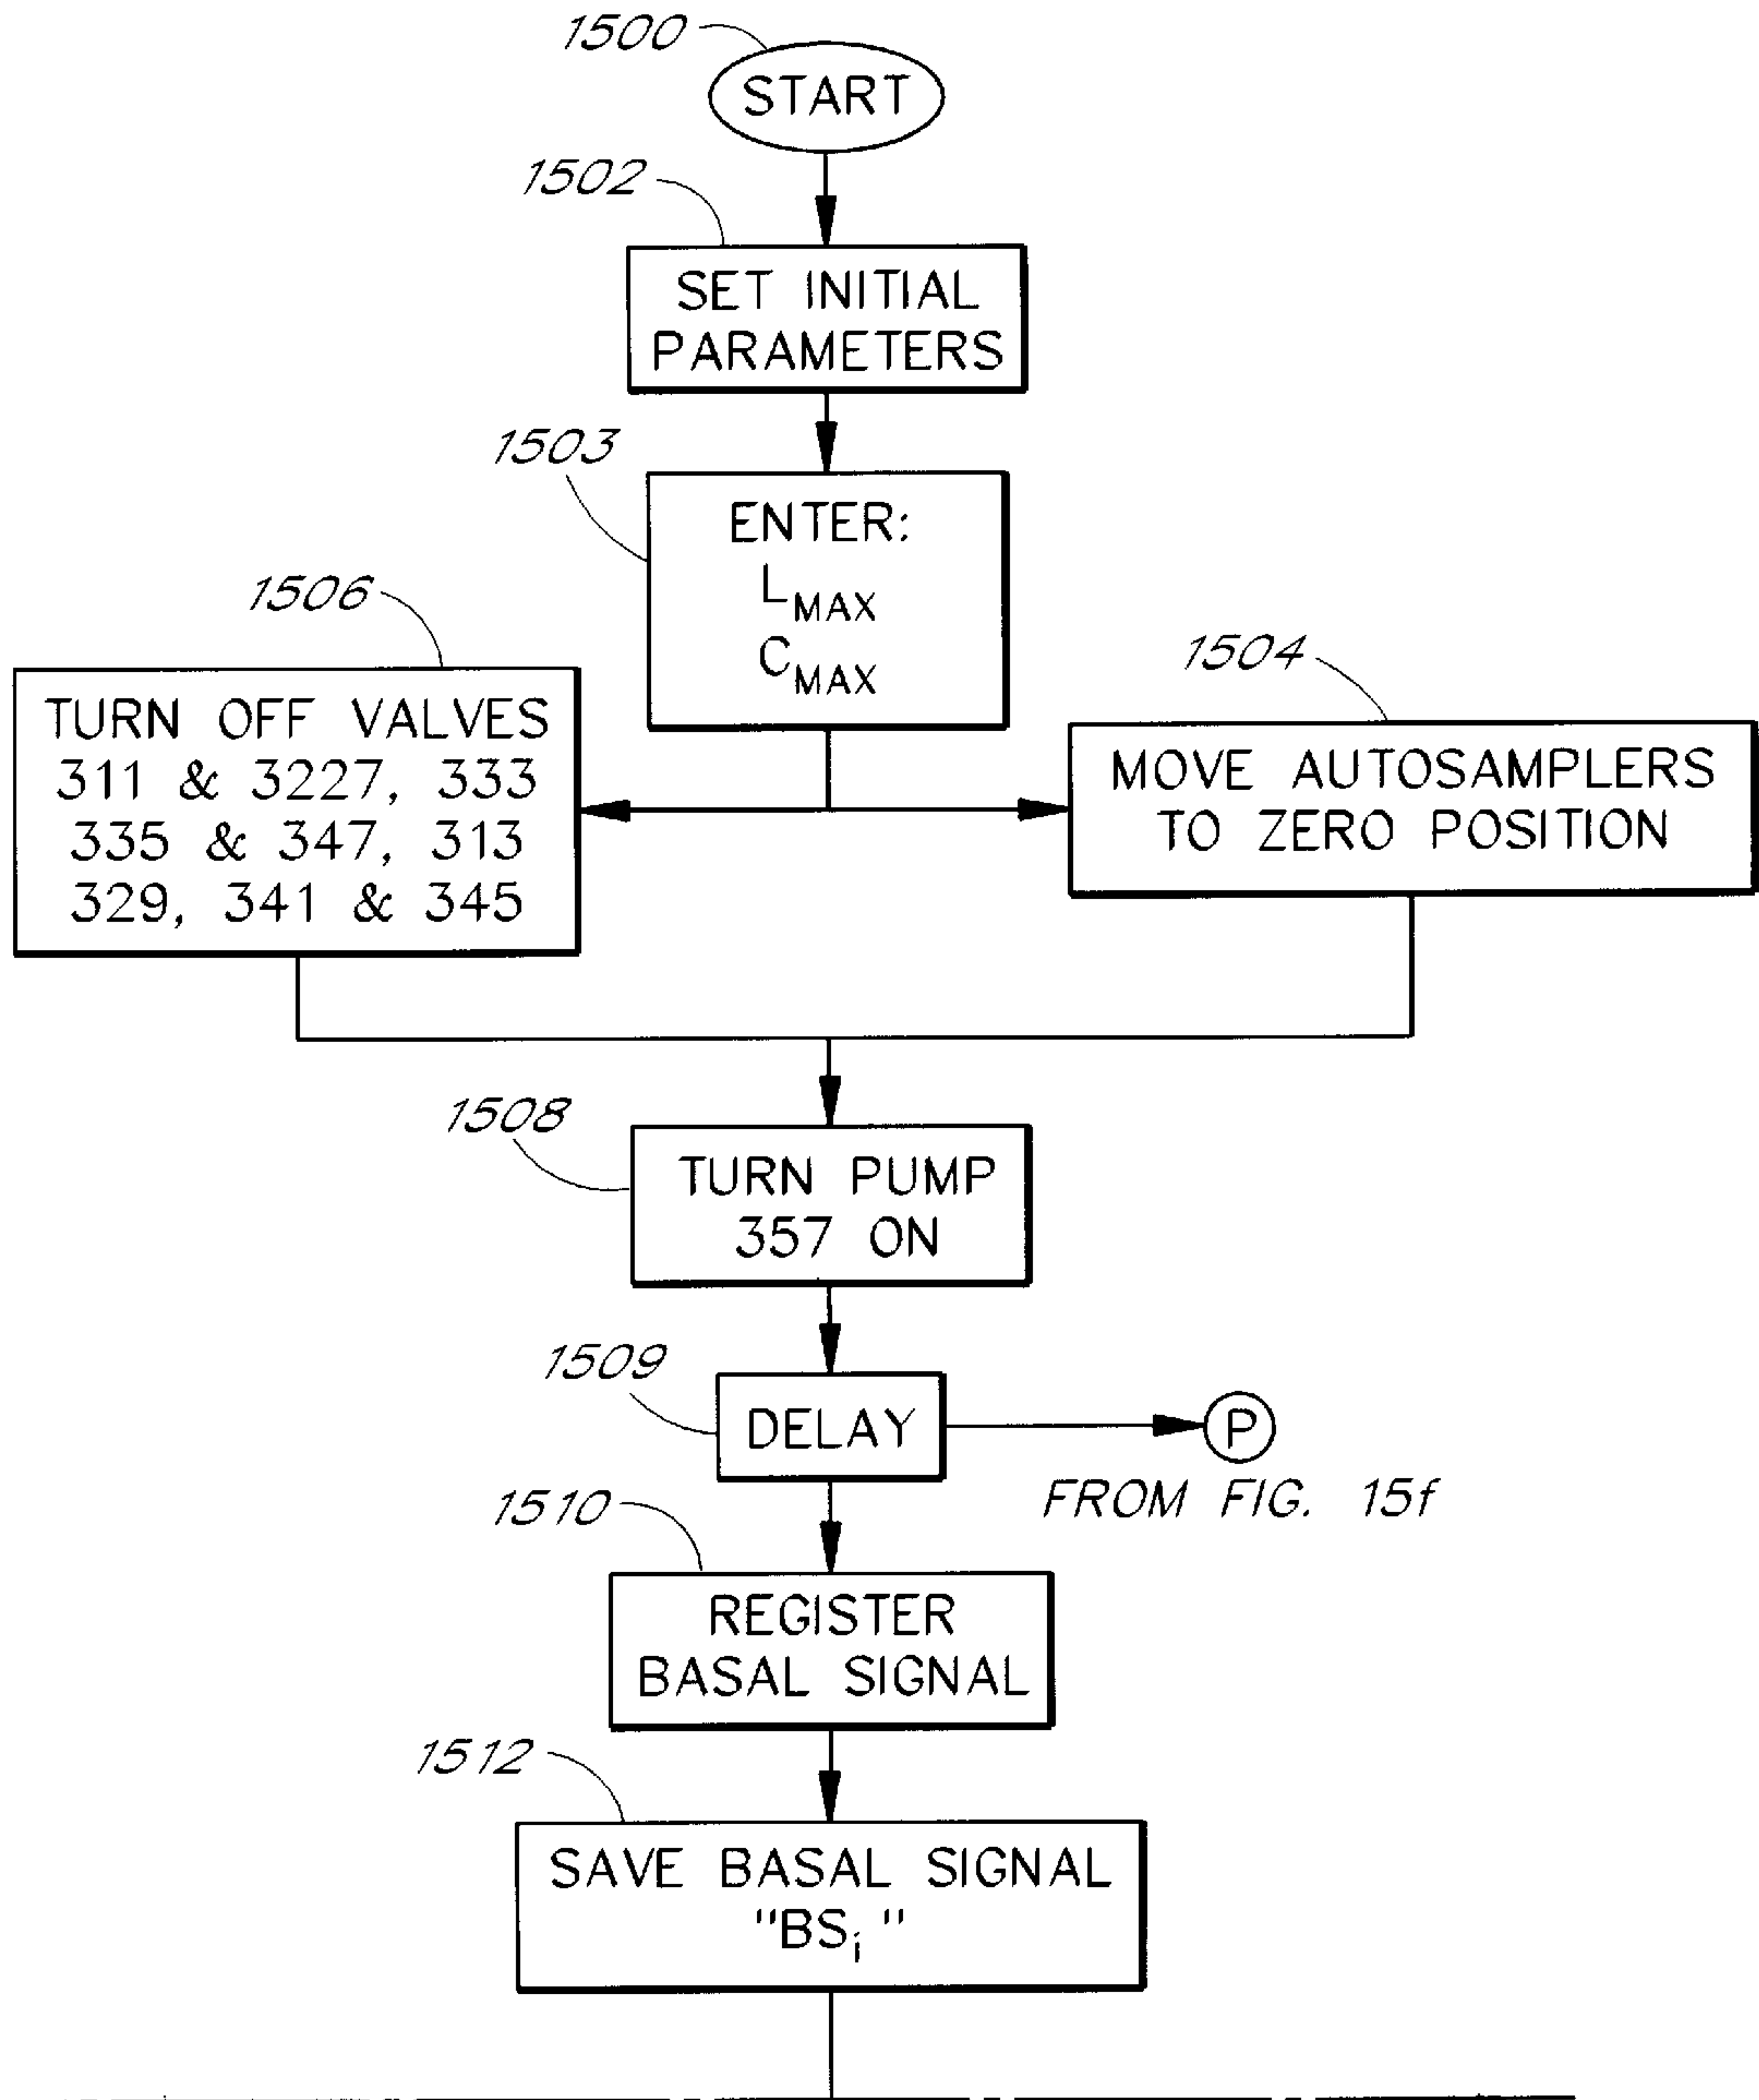 1500
START
1502
SET INITIAL
PARAMETERS
1503
ENTER:
LMAX
CMAX
1506
TURN OFF VALVES
311 & 3227, 333
335 & 347, 313
329, 341 & 345
1504
MOVE AUTOSAMPLERS
TO ZERO POSITION
1508
TURN PUMP
357 ON
1509
DELAY
P
FROM FIG. 15f
1510
REGISTER
BASAL SIGNAL
1512
SAVE BASAL SIGNAL
"BSi"